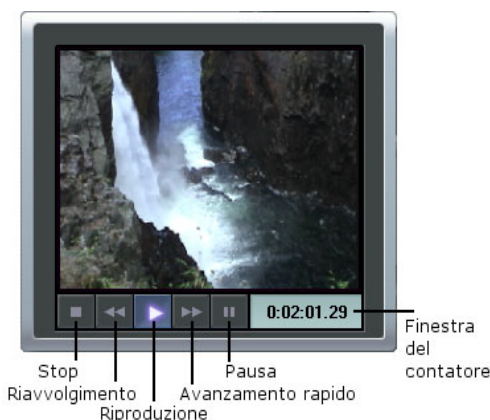 0:02:01.29
Finestra
del
contatore
Stop
Pausa
Riavvolgimento
Avanzamento rapido
Riproduzione